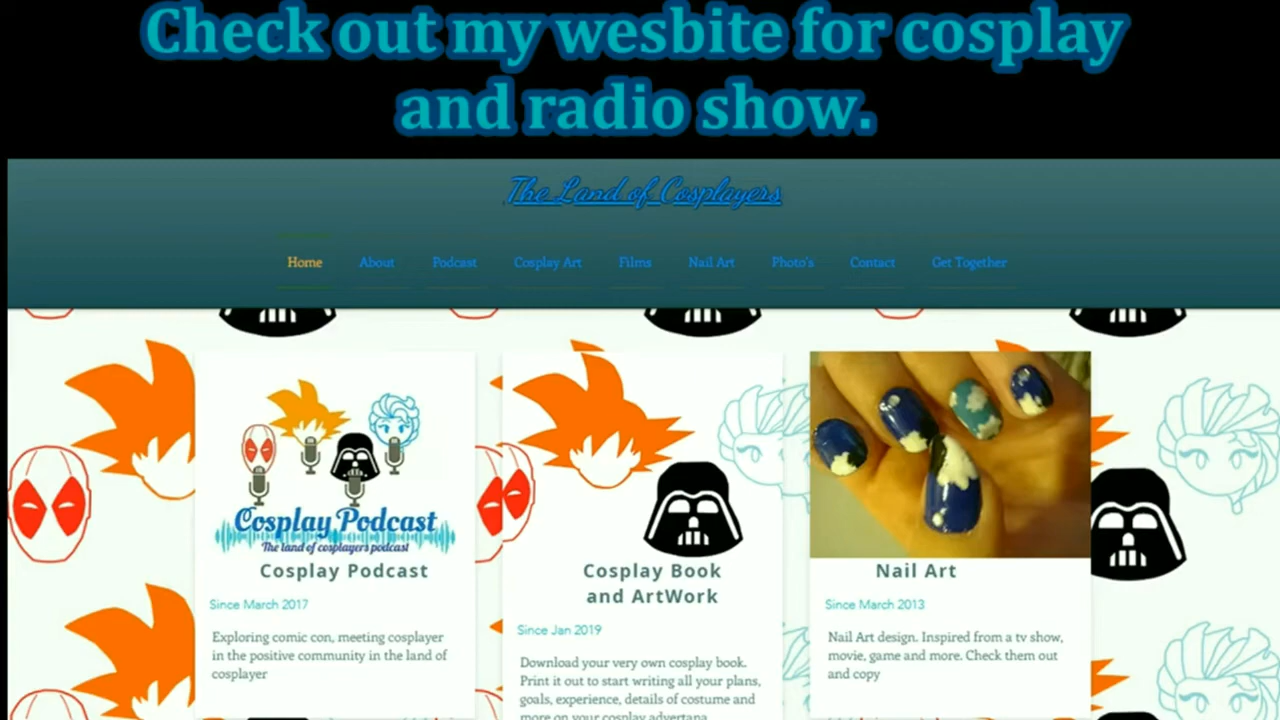 Check out my wesbite for cosplay
and radio show.
The Land of Cosplayers
Home About Podcast Cosplay Art Films Nail Art Photo's Contact Get Together
Cosplay Podcast
The land of cosplayers podcast
Cosplay Podcast
Since March 2017
Exploring comic con, meeting cosplayer
in the positive community in the land of
cosplayer
Cosplay Book
and ArtWork
Since Jan 2019
Download your very own cosplay book.
Print it out to start writing all your plans,
goals, experience, details of costume and
more on your cosplay advertana
Nail Art
Since March 2013
Nail Art design. Inspired from a tv show,
movie, game and more. Check them out
and copy